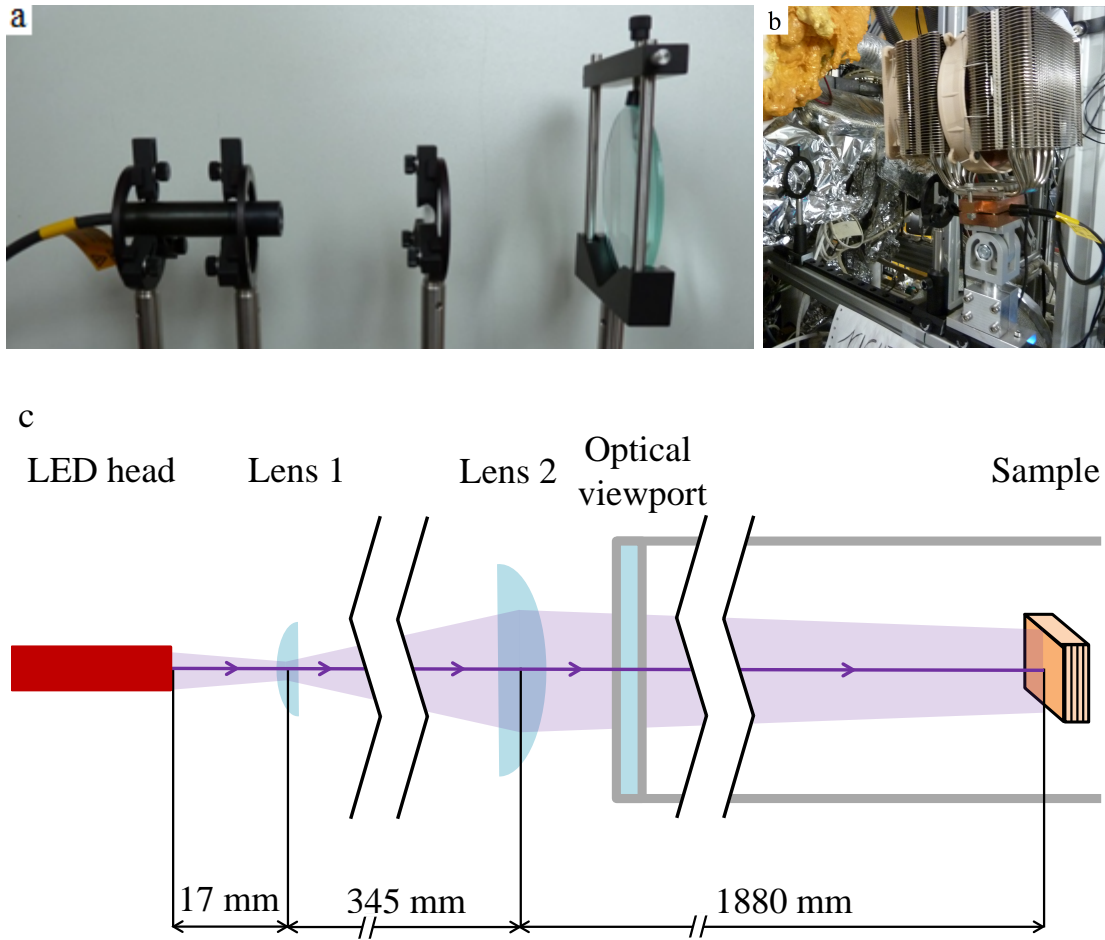 a
b
c
LED head
Lens 1
Lens 2
Optical
viewport
Sample
17 mm
345 mm
1880 mm